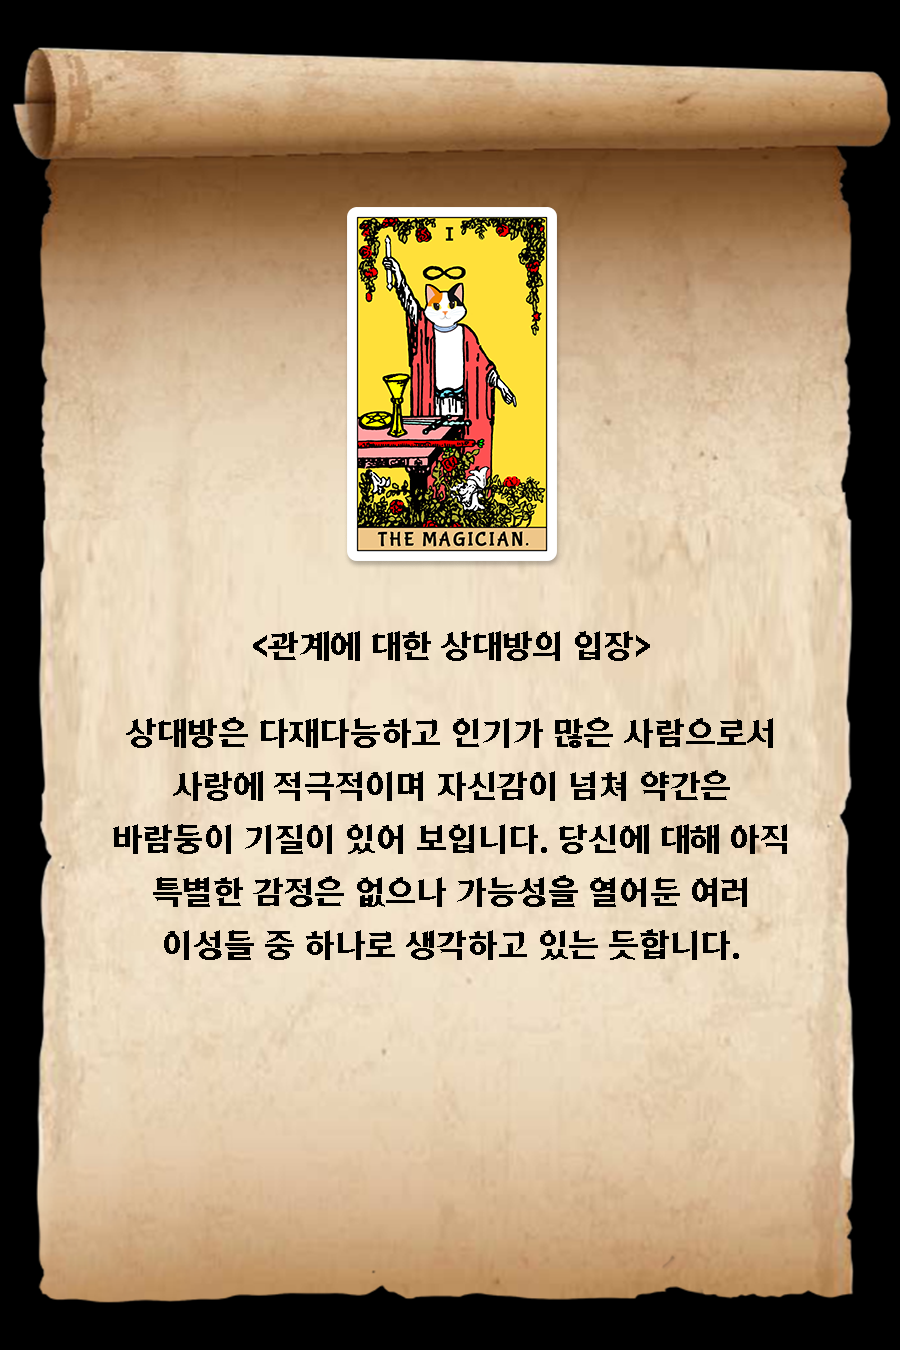 I
THE MAGICIAN.
<관계에 대한 상대방의 입장>
상대방은 다재다능하고 인기가 많은 사람으로서
사랑에 적극적이며 자신감이 넘쳐 약간은
바람둥이 기질이 있어 보입니다. 당신에 대해 아직
특별한 감정은 없으나 가능성을 열어둔 여러
이성들 중 하나로 생각하고 있는 듯합니다.